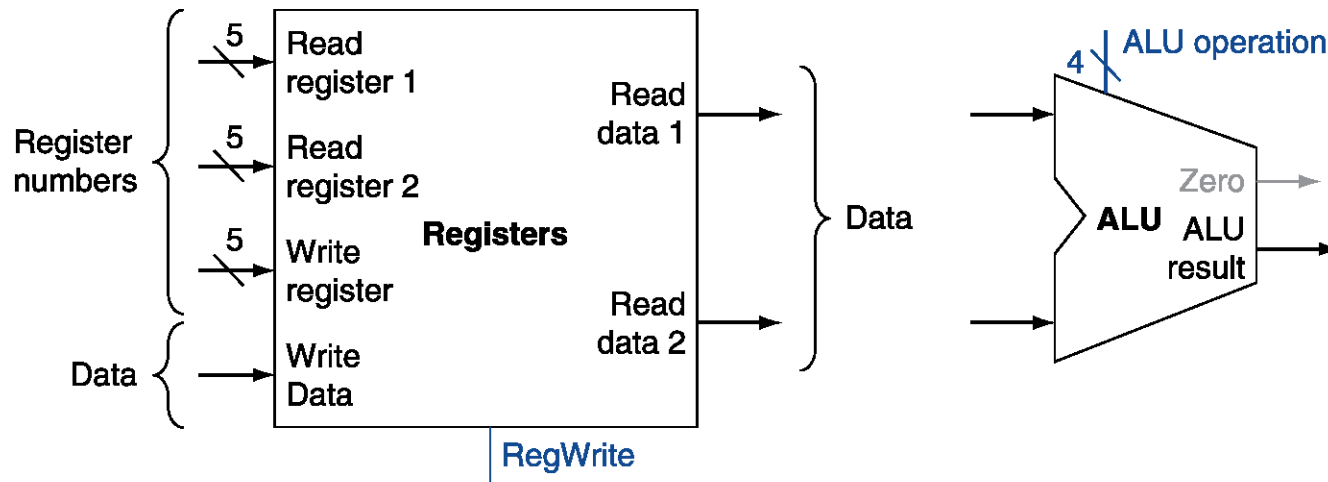 Register
numbers
Data
5
Read
register 1
5
Read
register 2
5
Write
register
Write
Data
Registers
Read
data 1
Read
data 2
RegWrite
Data
4
ALU operation
Zero
ALU
ALU
result